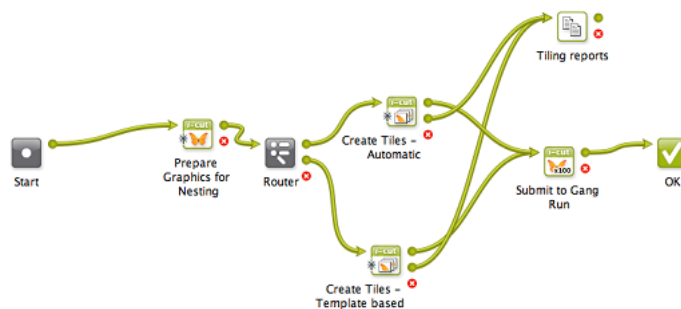 Tiling reports
i-cut
Create Tiles -
Automatic
i-cut
Start
Prepare
Graphics for
Nesting
Router
i-cut
x100
Submit to Gang
Run
OK
i-cut
Create Tiles -
Template based